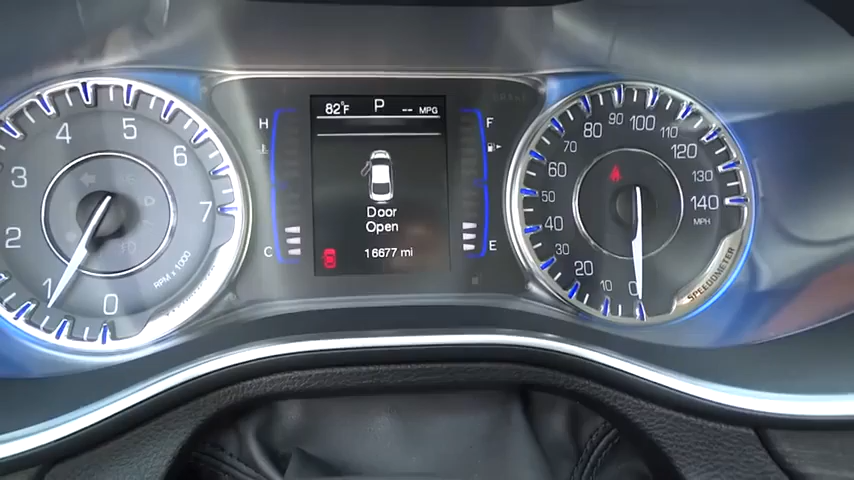 3
4
5
6
7
2
1
0
RPM x 1000
H
C
82°F P -- MPG
Door
Open
16677 mi
F
E
0
10
20
30
40
50
60
70
80
90
100
110
120
130
140
MPH
SPEEDOMETER